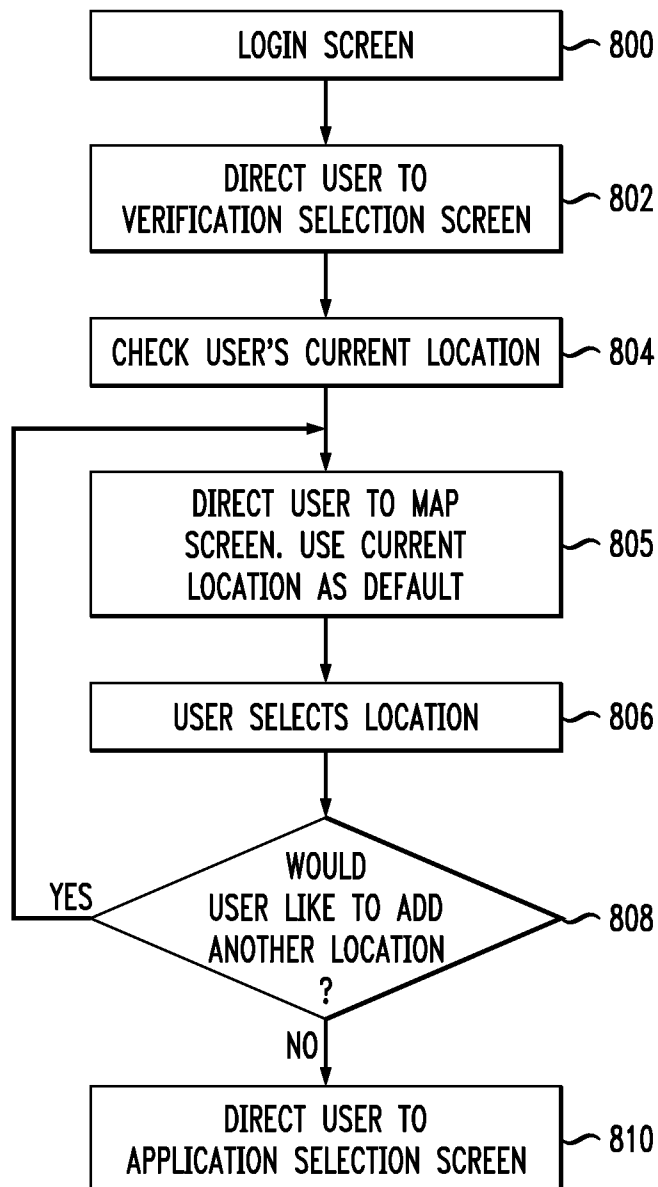 LOGIN SCREEN
800
DIRECT USER TO
VERIFICATION SELECTION SCREEN
802
CHECK USER'S CURRENT LOCATION
804
DIRECT USER TO MAP
SCREEN. USE CURRENT
LOCATION AS DEFAULT
805
USER SELECTS LOCATION
806
WOULD
USER LIKE TO ADD
ANOTHER LOCATION
?
808
YES
NO
DIRECT USER TO
APPLICATION SELECTION SCREEN
810